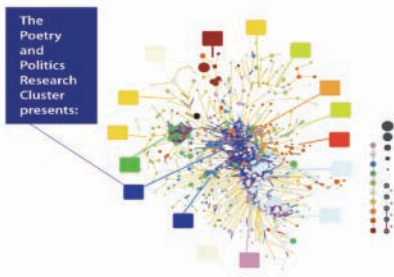 The
Poetry
and
Politics
Research
Cluster
presents: